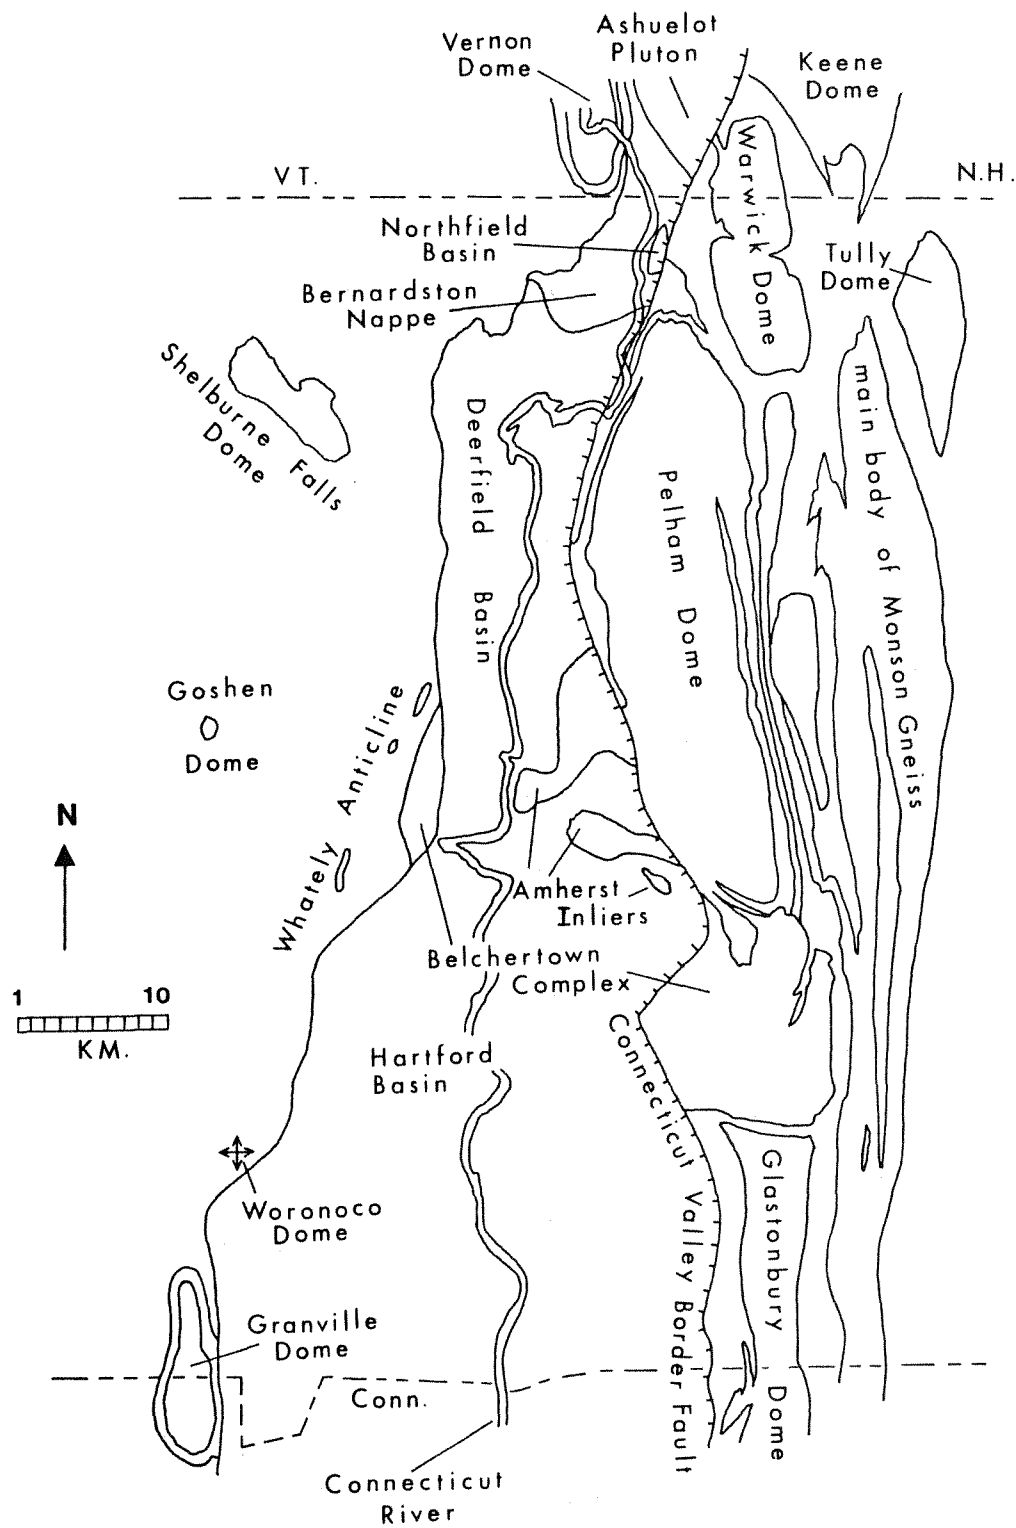 Ashuelot
Pluton
Vernon
Dome
Keene
Dome
VT.
N.H.
Warwick Dome
Northfield
Basin
Tully
Dome
Bernardston
Nappe
Shelburne Falls
Dome
Deerfield Basin
main body of Monson Gneiss
Pelham Dome
Goshen
Dome
Whately Anticline
N
Amherst
Inliers
Belchertown
Complex
1 10
KM.
Hartford
Basin
Connecticut Valley Border Fault
Woronoco
Dome
Glastonbury Dome
Granville
Dome
Conn.
Connecticut
River